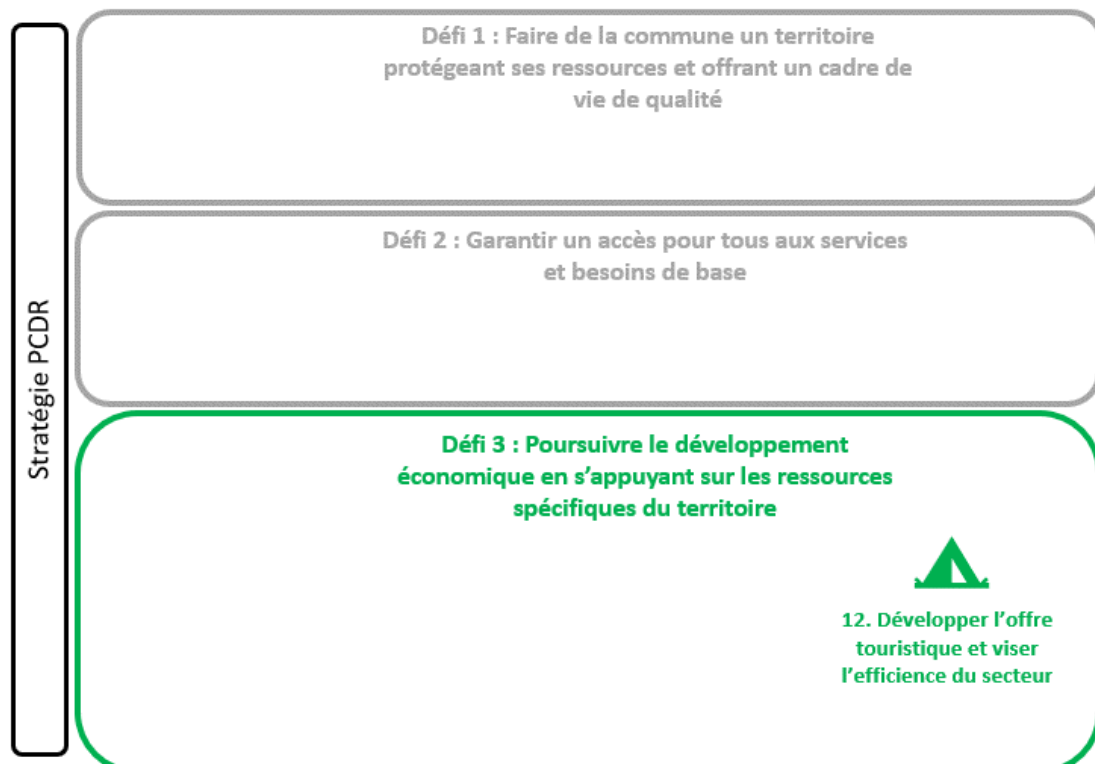 Stratégie PCDR
Défi 1 : Faire de la commune un territoire
protégeant ses ressources et offrant un cadre de
vie de qualité
Défi 2 : Garantir un accès pour tous aux services
et besoins de base
Défi 3 : Poursuivre le développement
économique en s’appuyant sur les ressources
spécifiques du territoire
12. Développer l’offre
touristique et viser
l’efficience du secteur